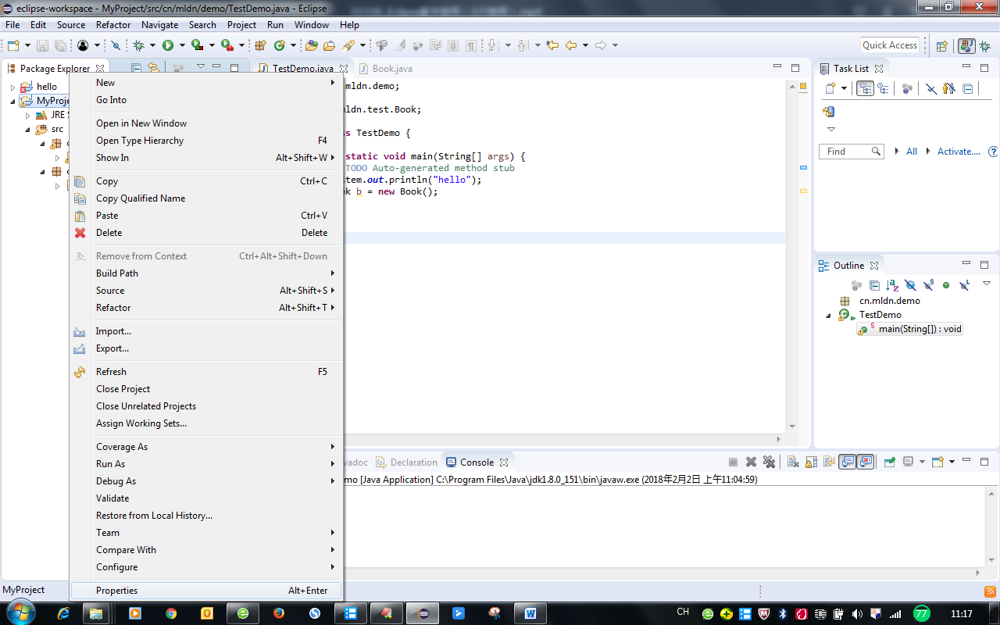 eclipse-workspace - MyProject/src/cn/mldn/demo/TestDemo.java - Eclipse
File Edit Source Refactor Navigate Search Project Run Window Help
Quick Access
Package Explorer
TestDemo.java
Book.java
Task List
hello
MyProje
JRE S
src
New
Go Into
Open in New Window
Open Type Hierarchy F4
Show In Alt+Shift+W
Copy Ctrl+C
Copy Qualified Name
Paste Ctrl+V
Delete Delete
Remove from Context Ctrl+Alt+Shift+Down
Build Path
Source Alt+Shift+S
Refactor Alt+Shift+T
Import...
Export...
Refresh F5
Close Project
Close Unrelated Projects
Assign Working Sets...
Coverage As
Run As
Debug As
Validate
Restore from Local History...
Team
Compare With
Configure
Properties Alt+Enter
mldn.demo;
mldn.test.Book;
ss TestDemo {
static void main(String[] args) {
TODO Auto-generated method stub
stem.out.println("hello");
ok b = new Book();
Find All Activate...
Outline
cn.mldn.demo
TestDemo
main(String[]) : void
vadoc Declaration Console
mo [Java Application] C:\Program Files\Java\jdk1.8.0_151\bin\javaw.exe (2018年2月2日 上午11:04:59)
MyProject
CH 77 11:17